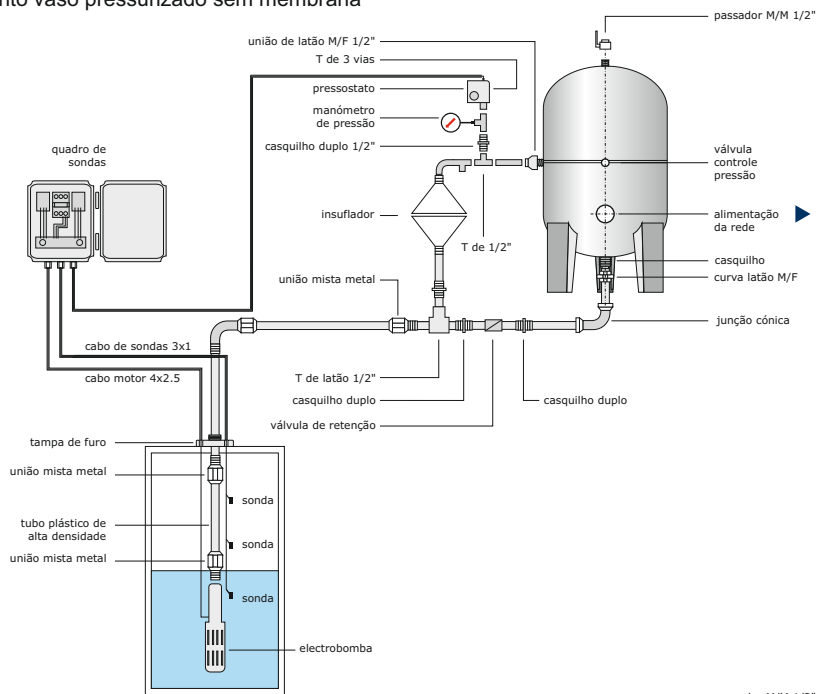 vaso pressurizado sem membrana
passador M/M 1/2"
união de latão M/F 1/2"
T de 3 vias
pressostato
manómetro
de pressão
casquilho duplo 1/2"
quadro de
sondas
válvula
controle
pressão
insuflador
alimentação
da rede
T de 1/2"
casquilho
curva latão M/F
união mista metal
junção cónica
cabo de sondas 3x1
cabo motor 4x2.5
T de latão 1/2"
casquilho duplo
casquilho duplo
válvula de retenção
tampa de furo
união mista metal
sonda
tubo plástico de
alta densidade
sonda
união mista metal
sonda
electrobomba